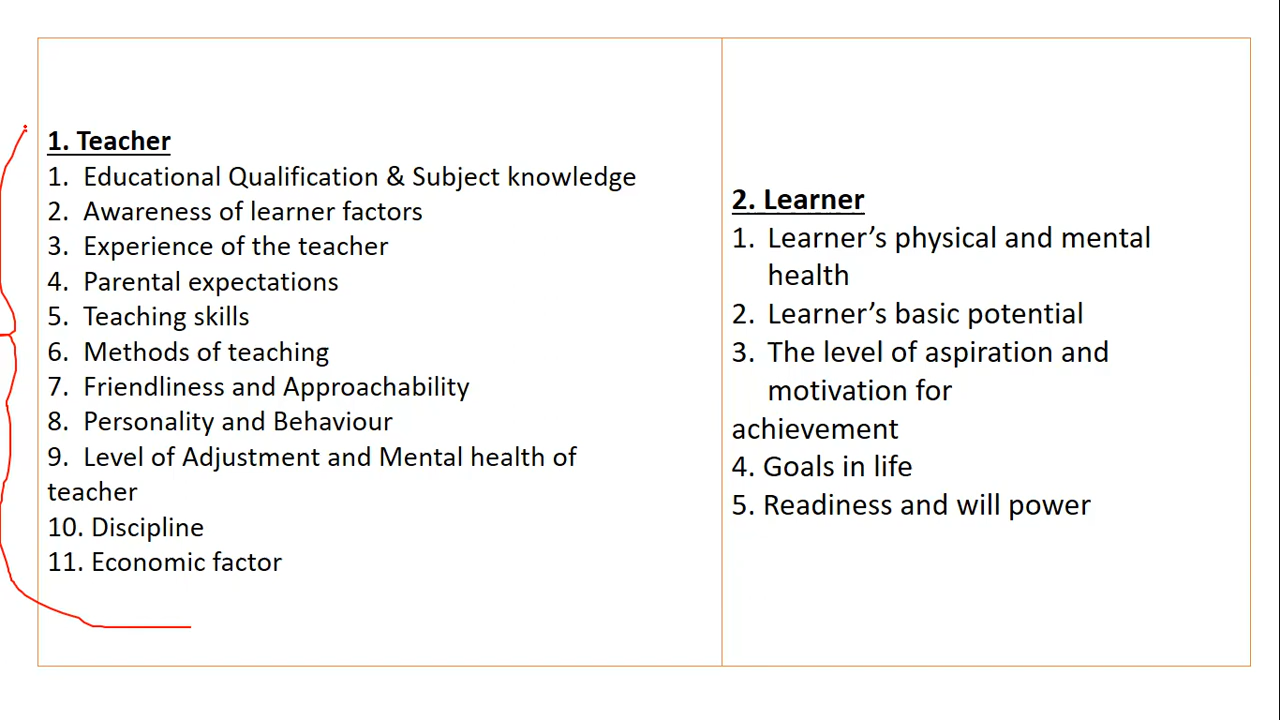 1. Teacher
1. Educational Qualification & Subject knowledge
2. Awareness of learner factors
3. Experience of the teacher
4. Parental expectations
5. Teaching skills
6. Methods of teaching
7. Friendliness and Approachability
8. Personality and Behaviour
9. Level of Adjustment and Mental health of
teacher
10. Discipline
11. Economic factor
2. Learner
1. Learner’s physical and mental
health
2. Learner’s basic potential
3. The level of aspiration and
motivation for
achievement
4. Goals in life
5. Readiness and will power